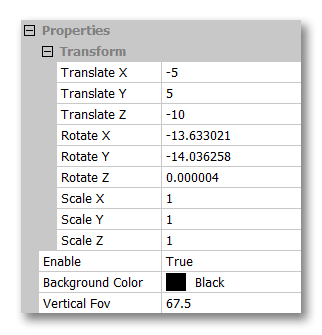 Properties
Transform
Translate X -5
Translate Y 5
Translate Z -10
Rotate X -13.633021
Rotate Y -14.036258
Rotate Z 0.000004
Scale X 1
Scale Y 1
Scale Z 1
Enable True
Background Color Black
Vertical Fov 67.5